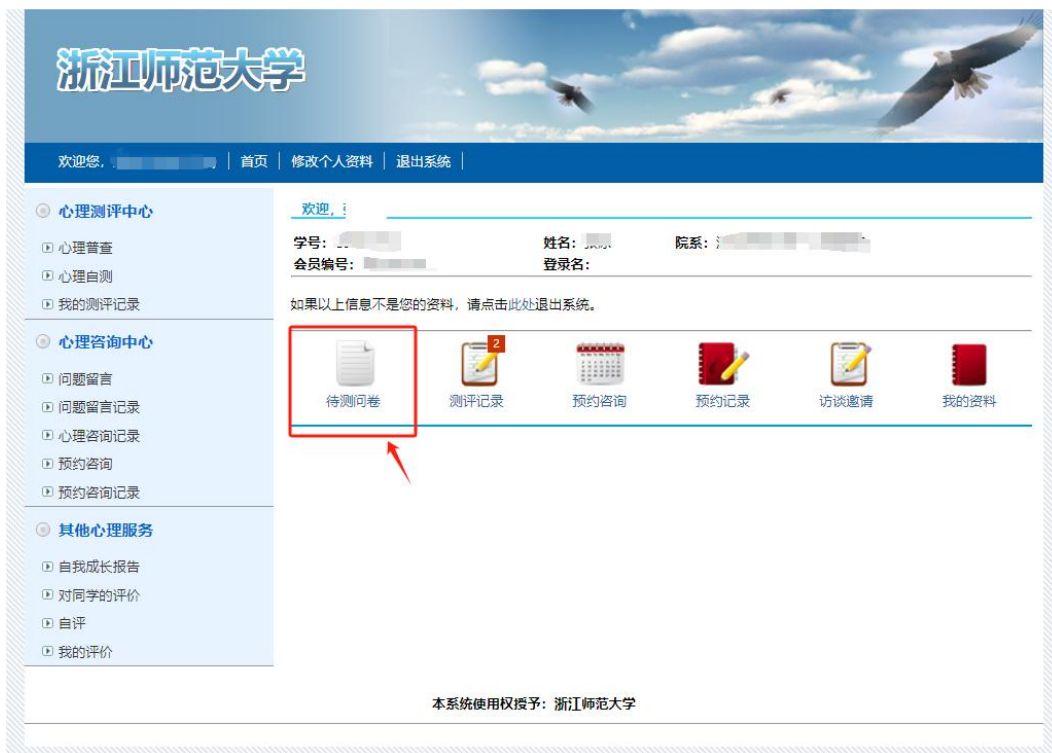 浙江师范大学
欢迎您, 首页 修改个人资料 退出系统
心理测评中心
心理普查
心理自测
我的测评记录
心理咨询中心
问题留言
问题留言记录
心理咨询记录
预约咨询
预约咨询记录
其他心理服务
自我成长报告
对同学的评价
自评
我的评价
欢迎,
学号: 姓名: 院系:
会员编号: 登录名:
如果以上信息不是您的资料, 请点击此处退出系统。
2
待测问卷 测评记录 预约咨询 预约记录 访谈邀请 我的资料
本系统使用权授予: 浙江师范大学